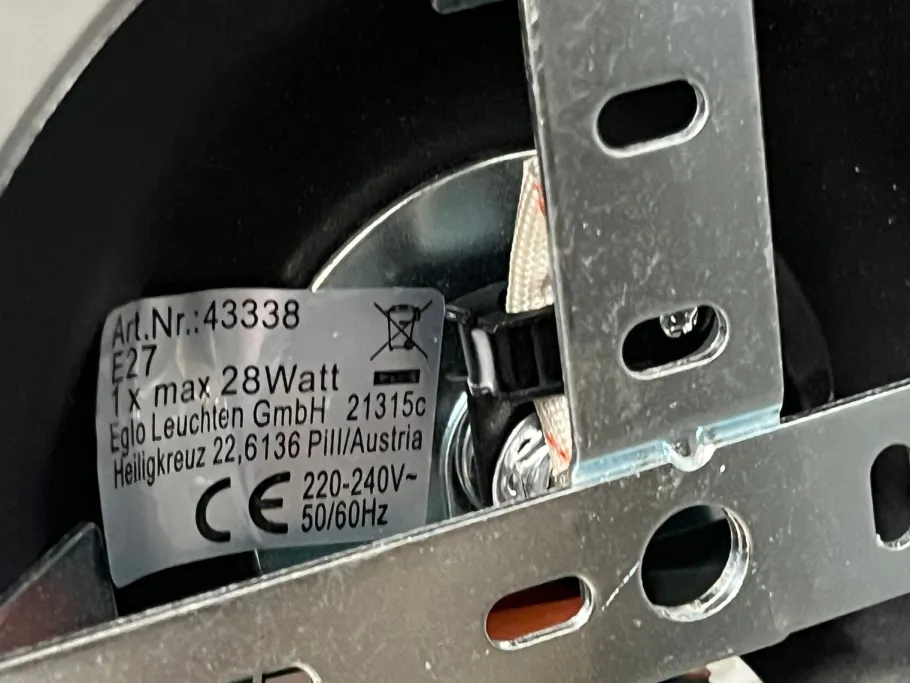 Art.Nr.:43338
E27
1x max 28Watt
Eglo Leuchten GmbH 21315c
Heiligkreuz 22,6136 Pill/Austria
CE 220-240V~
50/60Hz